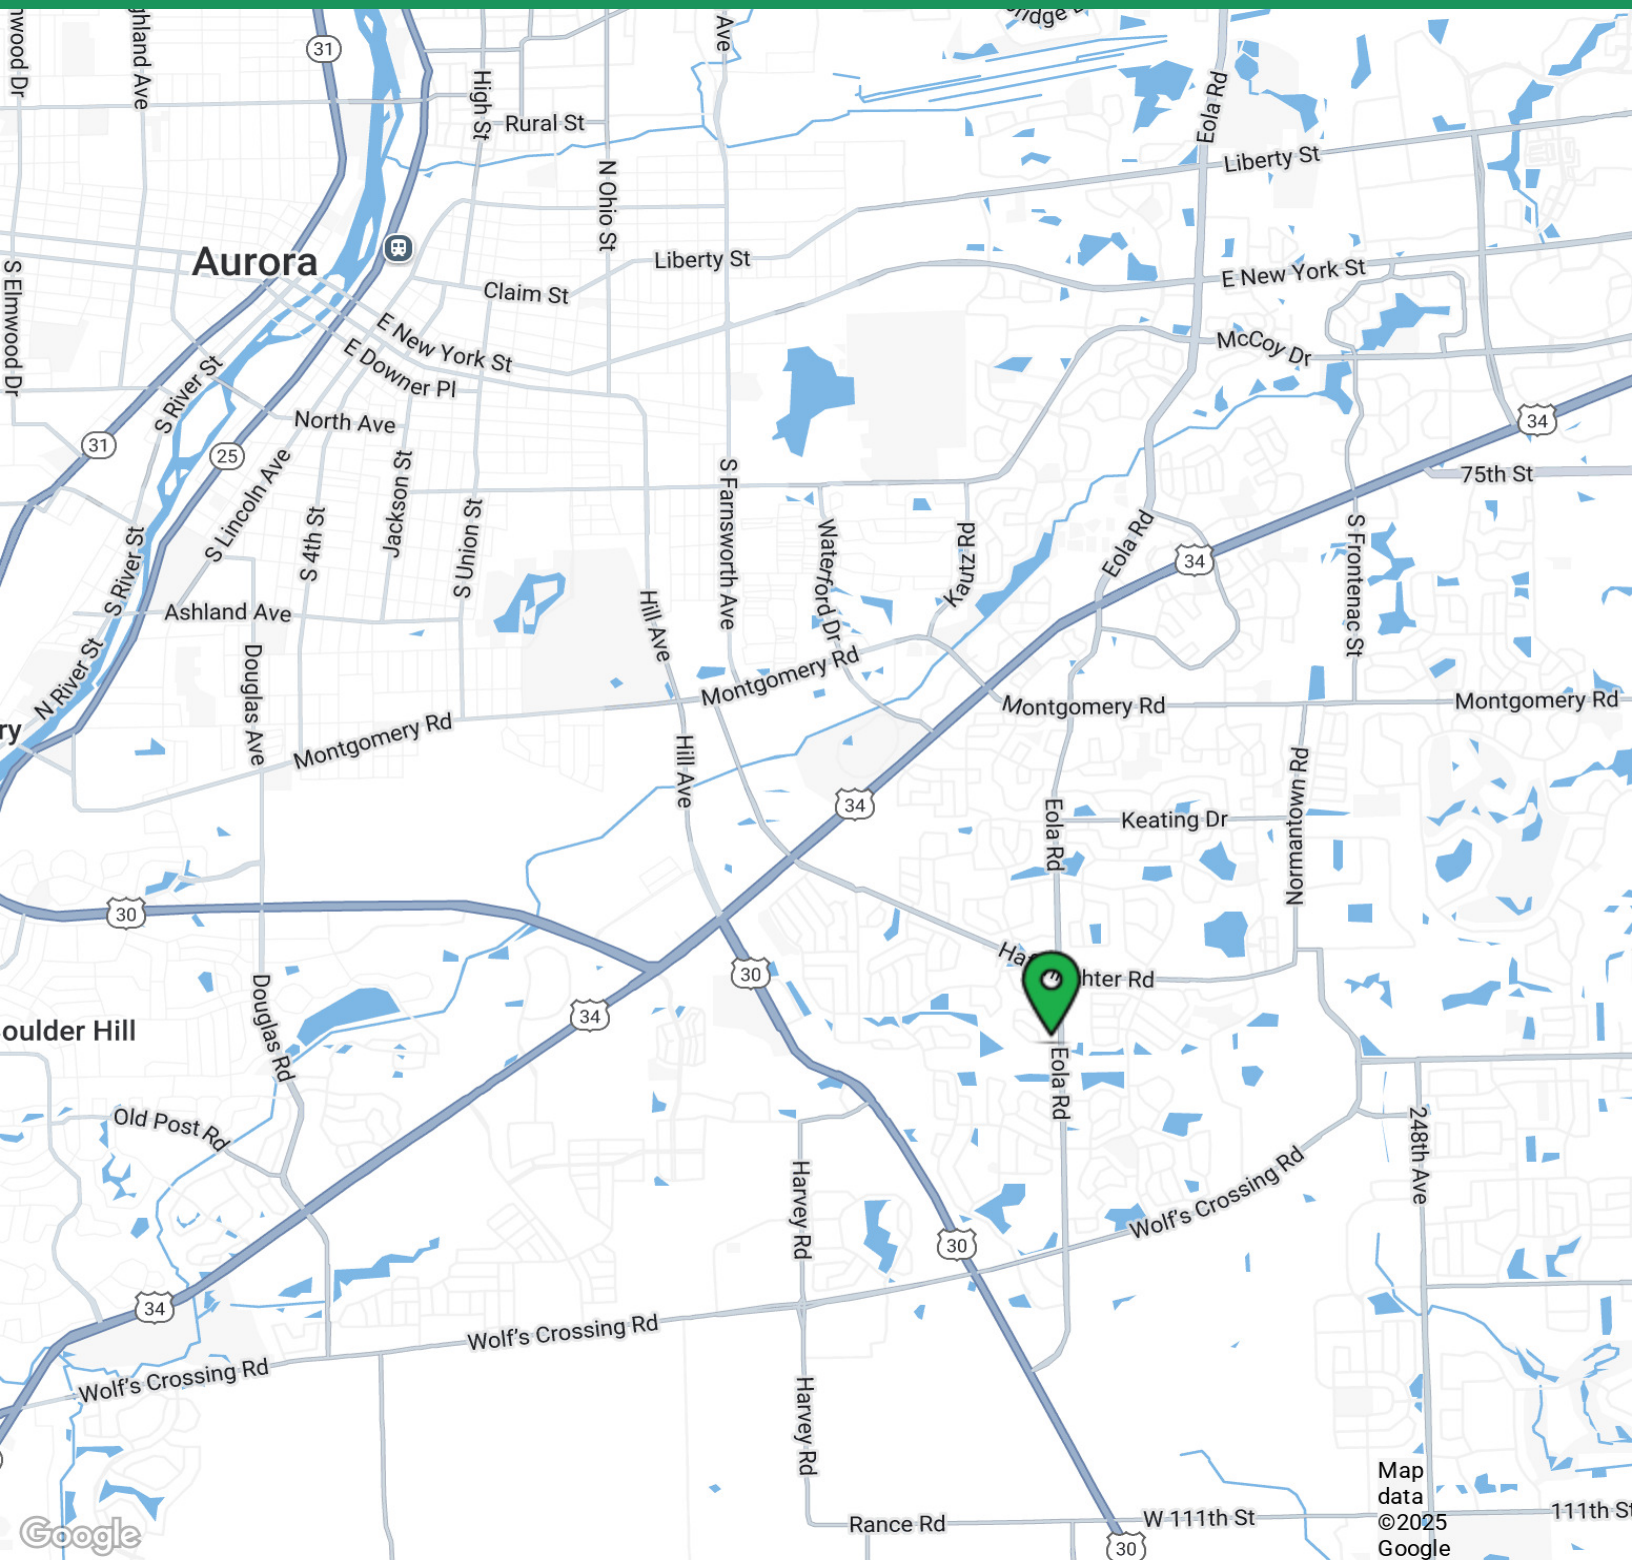 31
High St
Ave
Eola Rd
Rural St
Liberty St
N Ohio St
Aurora
Liberty St
E New York St
S Elmwood Dr
Claim St
E New York St
McCoy Dr
E Downer Pl
S River St
North Ave
34
31
25
75th St
S Lincoln Ave
S 4th St
Jackson St
S Union St
S Farnsworth Ave
Waterford Dr
Kautz Rd
Eola Rd
34
S Frontenac St
S River St
Ashland Ave
Hill Ave
N River St
Douglas Ave
Montgomery Rd
Montgomery Rd
Montgomery Rd
Montgomery Rd
Hill Ave
Normantown Rd
34
Eola Rd
Keating Dr
30
30
hter Rd
34
oulder Hill
Douglas Rd
Eola Rd
Old Post Rd
248th Ave
Harvey Rd
Wolf's Crossing Rd
30
34
Wolf's Crossing Rd
Wolf's Crossing Rd
Harvey Rd
Map
data
©2025
Google
Rance Rd
W 111th St
111th St
30
Google